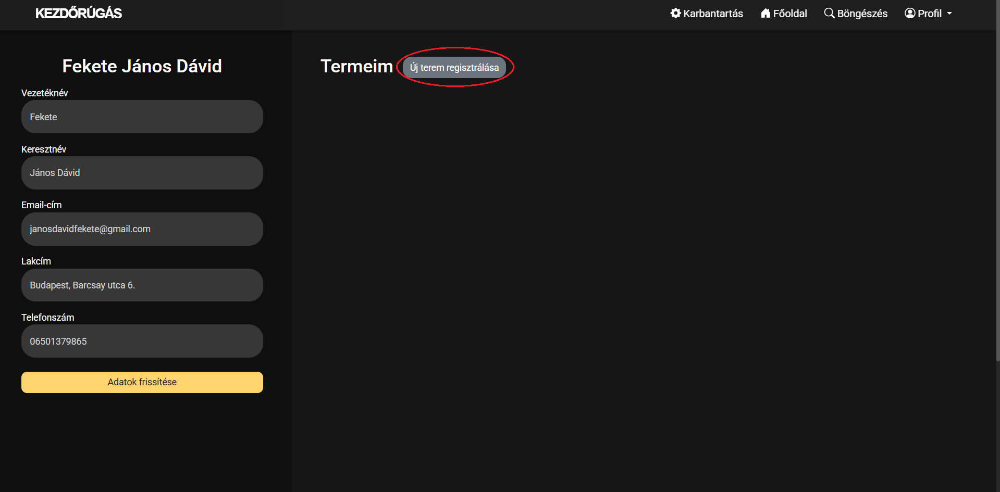 KEZDŐRÚGÁS
Karbantartás Főoldal Böngészés Profil
Fekete János Dávid
Vezetéknév
Fekete
Keresztnév
János Dávid
Email-cím
janosdavidfekete@gmail.com
Lakcím
Budapest, Barcsay utca 6.
Telefonszám
06501379865
Adatok frissítése
Termeim Új terem regisztrálása